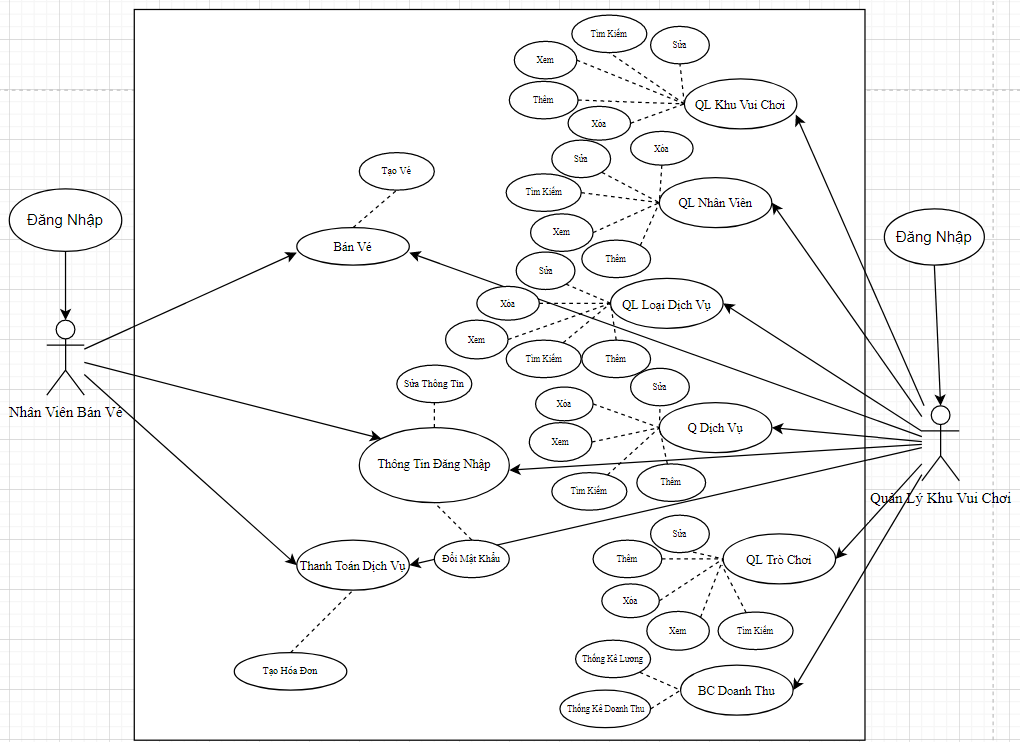 Tìm Kiếm
Sửa
Xem
QL Khu Vui Chơi
Thêm
Xóa
Xóa
Sửa
Tạo Vé
Tìm Kiếm
QL Nhân Viên
Đăng Nhập
Xem
Đăng Nhập
Bán Vé
Thêm
Sửa
Xóa
QL Loại Dịch Vụ
Xem
Tìm Kiếm
Thêm
Sửa Thông Tin
Sửa
Xóa
Nhân Viên Bán Vé
Q Dịch Vụ
Xem
Thông Tin Đăng Nhập
Thêm
Tìm Kiếm
Quản Lý Khu Vui Chơi
Sửa
Đổi Mật Khẩu
Thêm
QL Trò Chơi
Thanh Toán Dịch Vụ
Xóa
Xem
Tìm Kiếm
Thống Kê Lương
Tạo Hóa Đơn
BC Doanh Thu
Thống Kê Doanh Thu